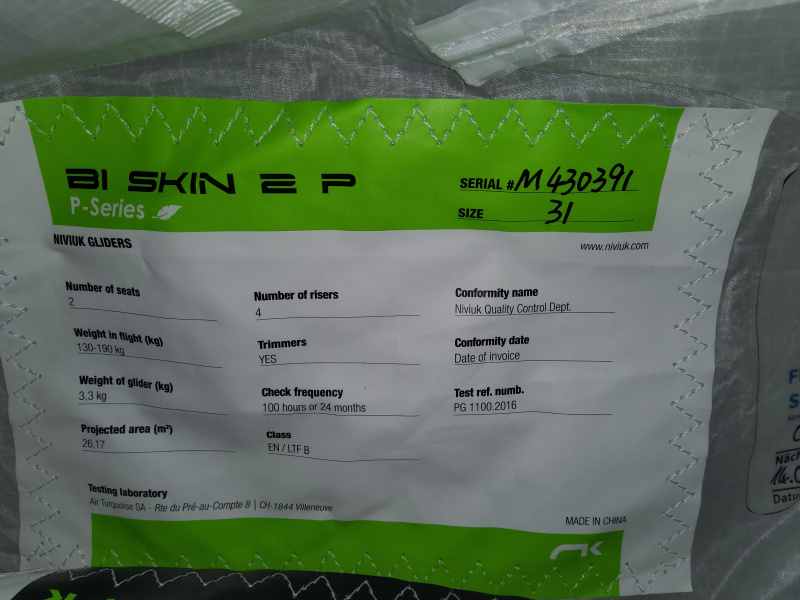 BI SKIN 2 P
P-Series
SERIAL # M430391
SIZE 31
NIVIUK GLIDERS
www.niviuk.com
Number of seats
2
Weight in flight (kg)
130-190 kg
Weight of glider (kg)
3,3 kg
Projected area (m²)
26,17
Number of risers
4
Trimmers
YES
Check frequency
100 hours or 24 months
Class
EN / LTF B
Conformity name
Niviuk Quality Control Dept.
Conformity date
Date of invoice
Test ref. numb.
PG 1100.2016
Testing laboratory
Air Turquoise SA - Rte du Pré-au-Compte 8 | CH-1844 Villeneuve
MADE IN CHINA